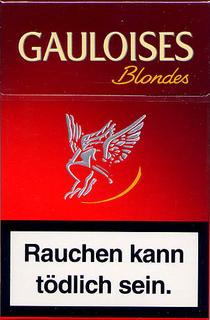 GAULOISES
Blondes
Rauchen kann
tödlich sein.